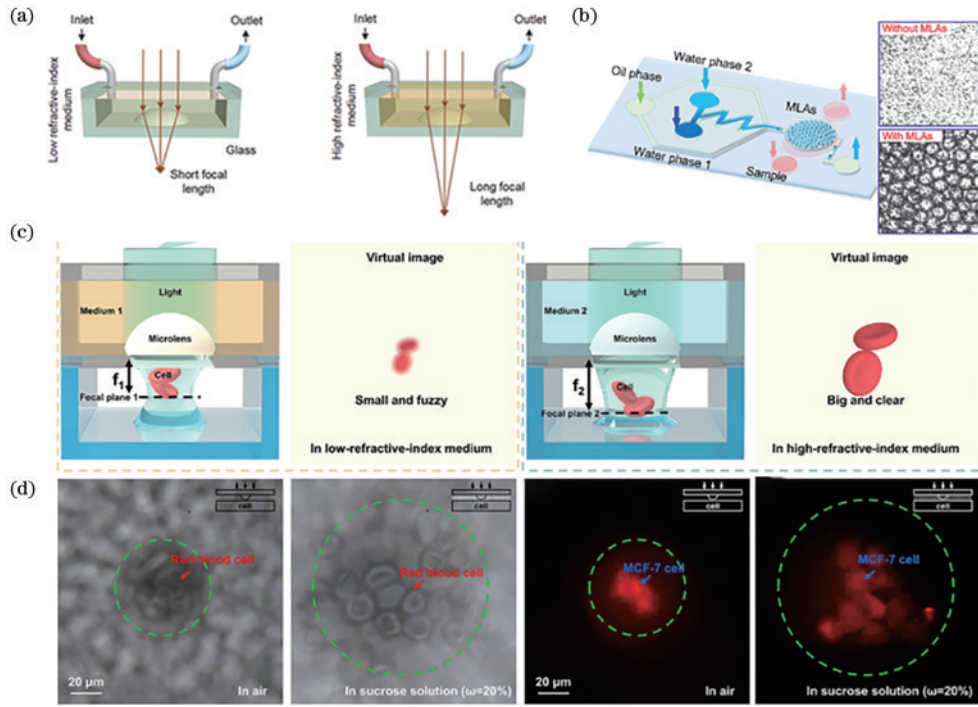 (a)
Inlet
Outlet
Low refractive-index
medium
Glass
Short focal
length
Inlet
Outlet
High refractive-index
medium
Long focal
length
(b)
Water phase 2
Oil phase
MLAs
Water phase 1
Sample
Without MLAs
With MLAs
(c)
Light
Medium 1
Microlens
f1
Cell
Focal plane 1
Virtual image
Small and fuzzy
In low-refractive-index medium
Light
Medium 2
Microlens
f2
Cell
Focal plane 2
Virtual image
Big and clear
In high-refractive-index medium
(d)
cell
Red blood cell
20 μm
In air
cell
Red blood cell
In sucrose solution (ω=20%)
cell
MCF-7 cell
20 μm
In air
cell
MCF-7 cell
In sucrose solution (ω=20%)